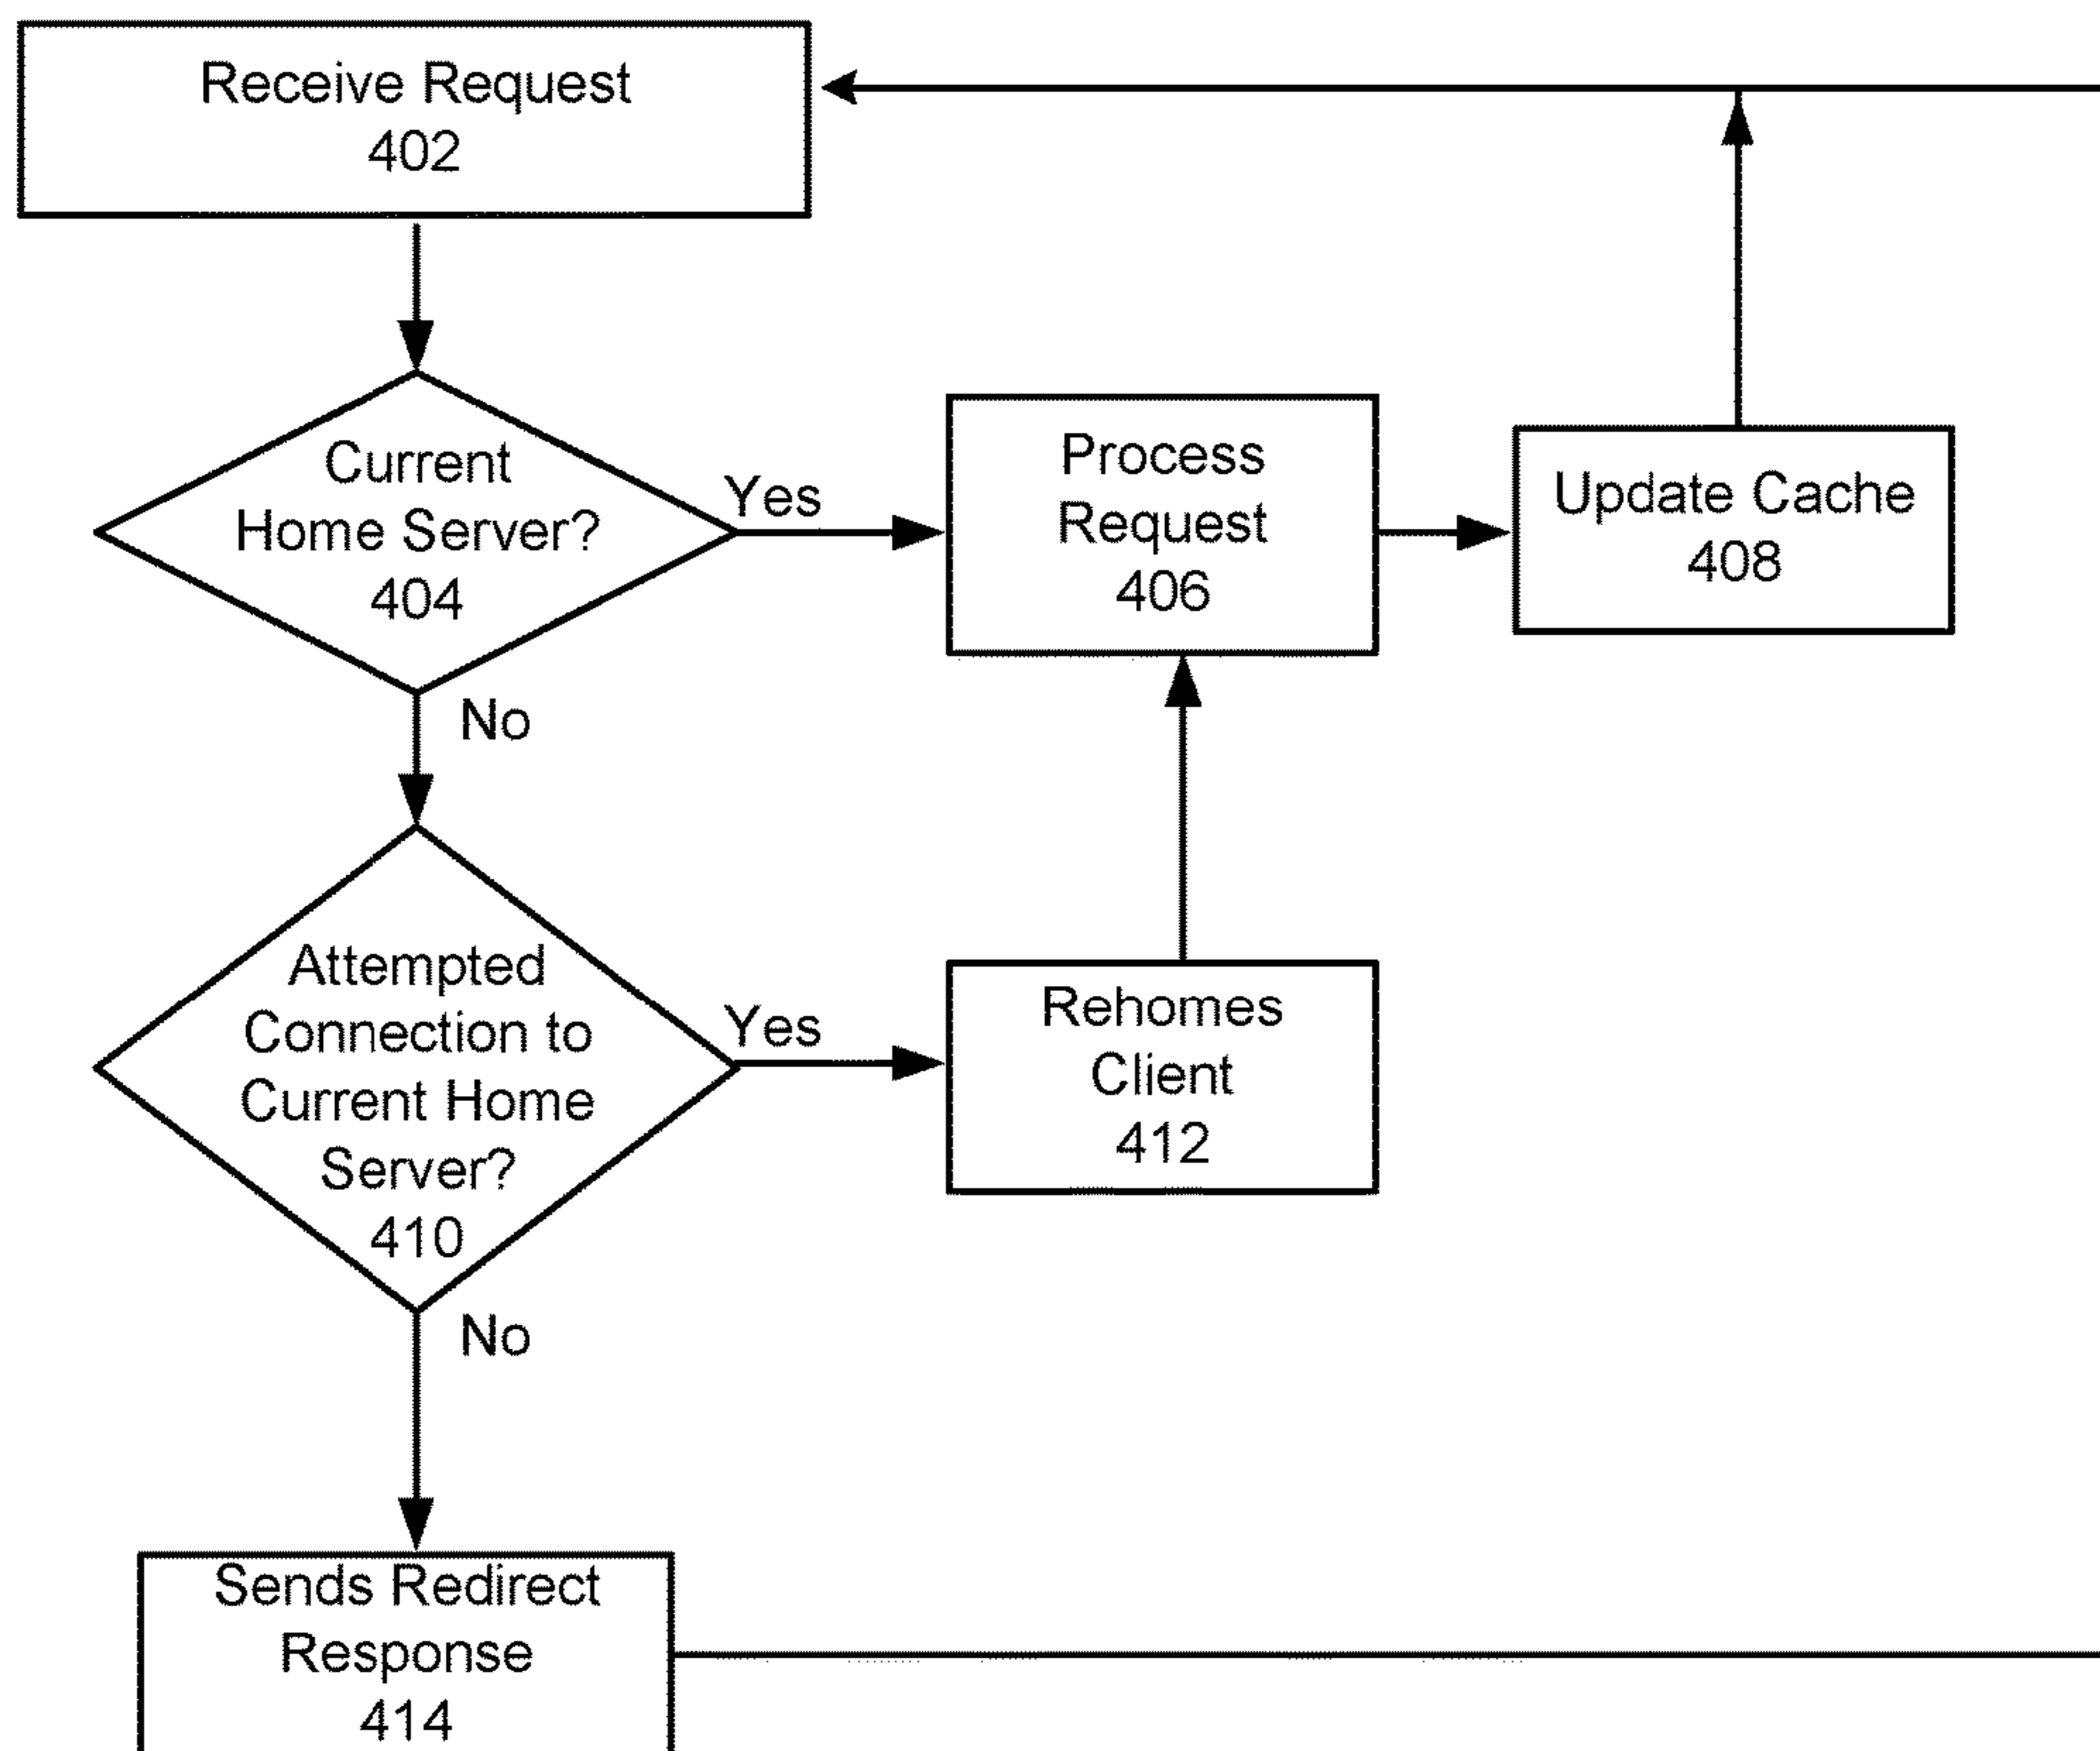 Receive Request
402
Current
Home Server?
404
Yes
Process
Request
406
Update Cache
408
No
Attempted
Connection to
Current Home
Server?
410
Yes
Rehomes
Client
412
No
Sends Redirect
Response
414